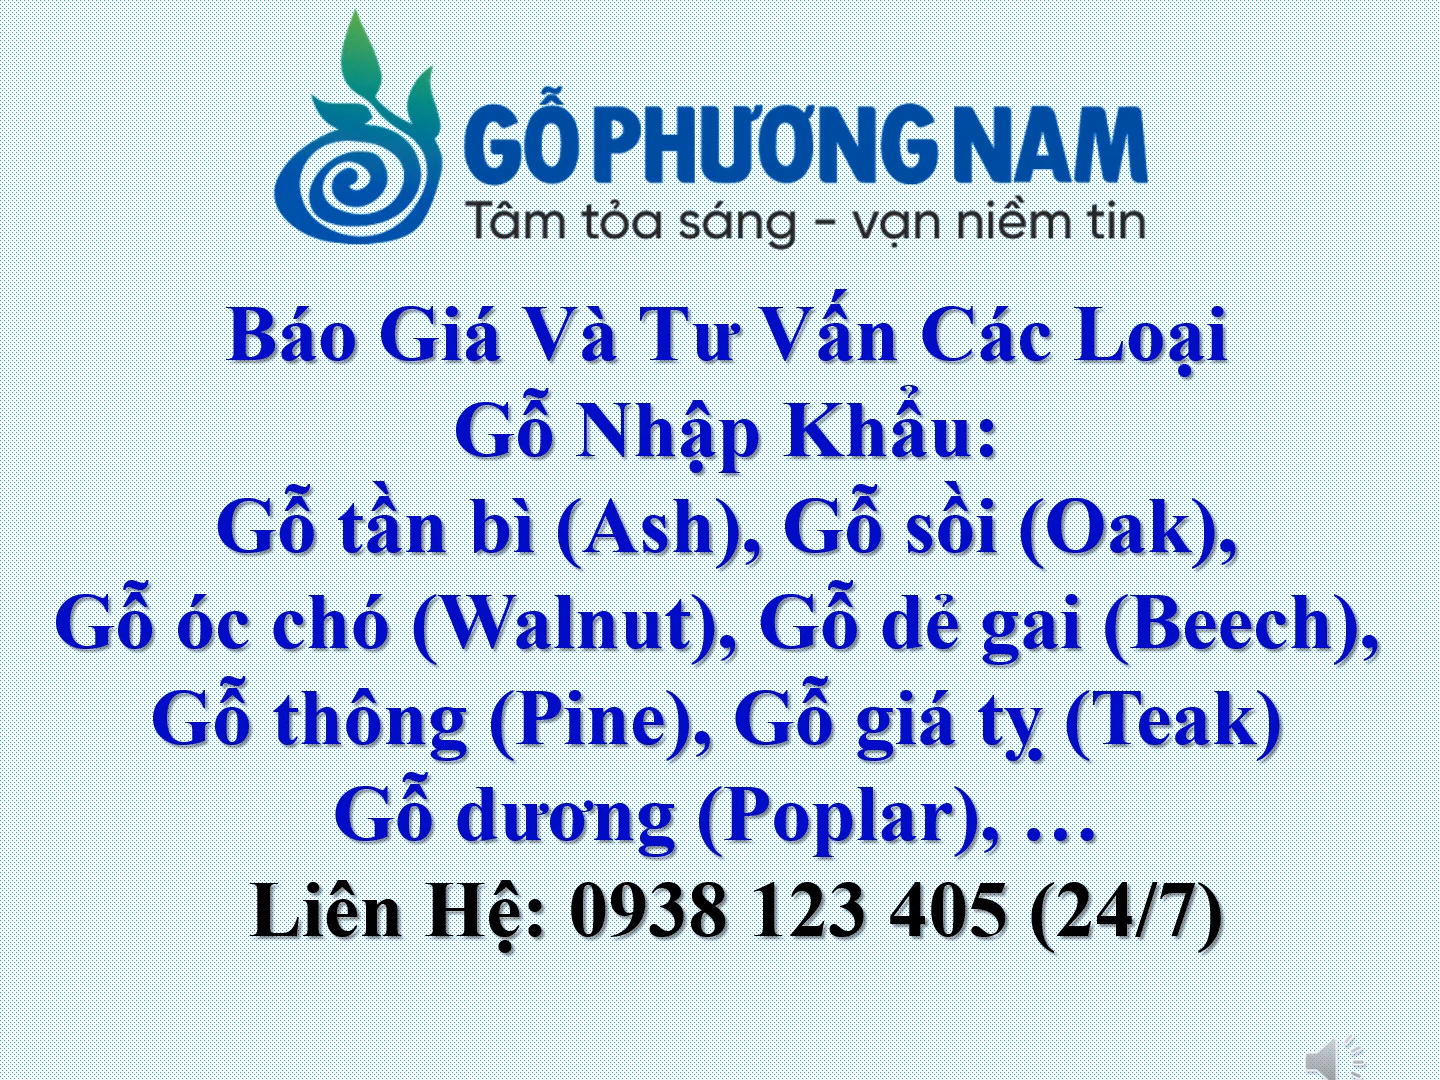 GỖ PHƯƠNG NAM
Tâm tỏa sáng - vạn niềm tin
Báo Giá Và Tư Vấn Các Loại
Gỗ Nhập Khẩu:
Gỗ tần bì (Ash), Gỗ sồi (Oak),
Gỗ óc chó (Walnut), Gỗ dẻ gai (Beech),
Gỗ thông (Pine), Gỗ giá tỵ (Teak)
Gỗ dương (Poplar), …
Liên Hệ: 0938 123 405 (24/7)